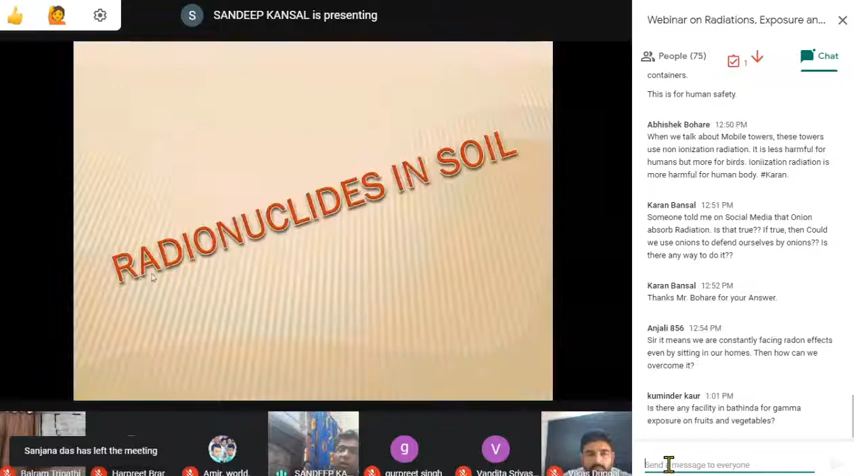 S SANDEEP KANSAL is presenting
RADIONUCLIDES IN SOIL
Sanjana das has left the meeting
Balram Tripathi
Harpreet Brar
Amir_world.
SANDEEP KA...
g
gurpreet singh
V
Vandita Srivas...
Webinar on Radiations, Exposure an...
People (75)
1
Chat
containers.
This is for human safety.
Abhishek Bohare 12:50 PM
When we talk about Mobile towers, these towers
use non ionization radiation. It is less harmful for
humans but more for birds. Ioniization radiation is
more harmful for human body. #Karan.
Karan Bansal 12:51 PM
Someone told me on Social Media that Onion
absorb Radiation. Is that true?? If true, then Could
we use onions to defend ourselves by onions?? Is
there any way to do it??
Karan Bansal 12:52 PM
Thanks Mr. Bohare for your Answer.
Anjali 856 12:54 PM
Sir it means we are constantly facing radon effects
even by sitting in our homes. Then how can we
overcome it?
kuminder kaur 1:01 PM
Is there any facility in bathinda for gamma
exposure on fruits and vegetables?
Send a message to everyone